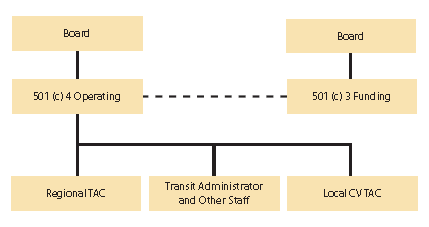 Board
Board
501 (c) 4 Operating
501 (c) 3 Funding
Regional TAC
Transit Administrator
and Other Staff
Local CV TAC